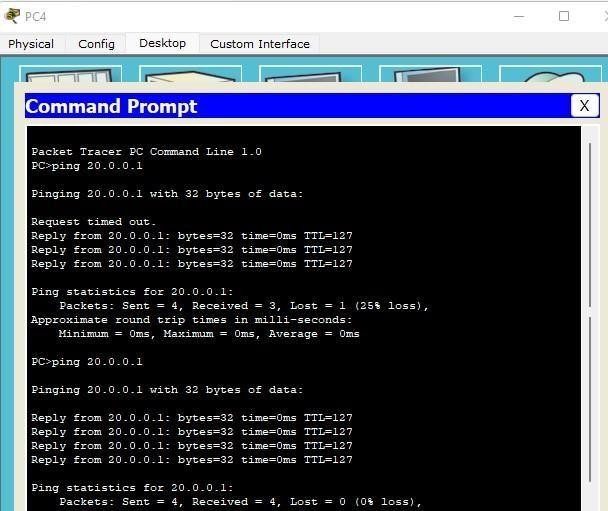 PC4
Physical Config Desktop Custom Interface
Command Prompt
X
Packet Tracer PC Command Line 1.0
PC>ping 20.0.0.1
Pinging 20.0.0.1 with 32 bytes of data:
Request timed out.
Reply from 20.0.0.1: bytes=32 time=0ms TTL=127
Reply from 20.0.0.1: bytes=32 time=0ms TTL=127
Reply from 20.0.0.1: bytes=32 time=0ms TTL=127
Ping statistics for 20.0.0.1:
Packets: Sent = 4, Received = 3, Lost = 1 (25% loss),
Approximate round trip times in milli-seconds:
Minimum = 0ms, Maximum = 0ms, Average = 0ms
PC>ping 20.0.0.1
Pinging 20.0.0.1 with 32 bytes of data:
Reply from 20.0.0.1: bytes=32 time=0ms TTL=127
Reply from 20.0.0.1: bytes=32 time=0ms TTL=127
Reply from 20.0.0.1: bytes=32 time=0ms TTL=127
Reply from 20.0.0.1: bytes=32 time=0ms TTL=127
Ping statistics for 20.0.0.1:
Packets: Sent = 4, Received = 4, Lost = 0 (0% loss),